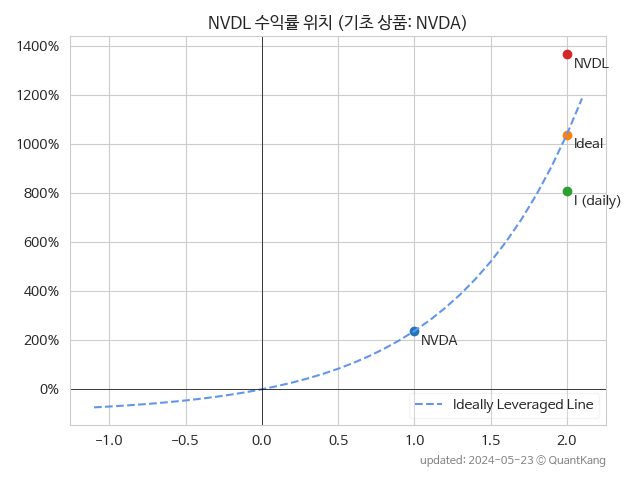 NVDL 수익률 위치 (기초 상품: NVDA)
1400%
1200%
1000%
800%
600%
400%
200%
0%
NVDL
Ideal
I (daily)
NVDA
Ideally Leveraged Line
−1.0
−0.5
0.0
0.5
1.0
1.5
2.0
updated: 2024-05-23 © QuantKang